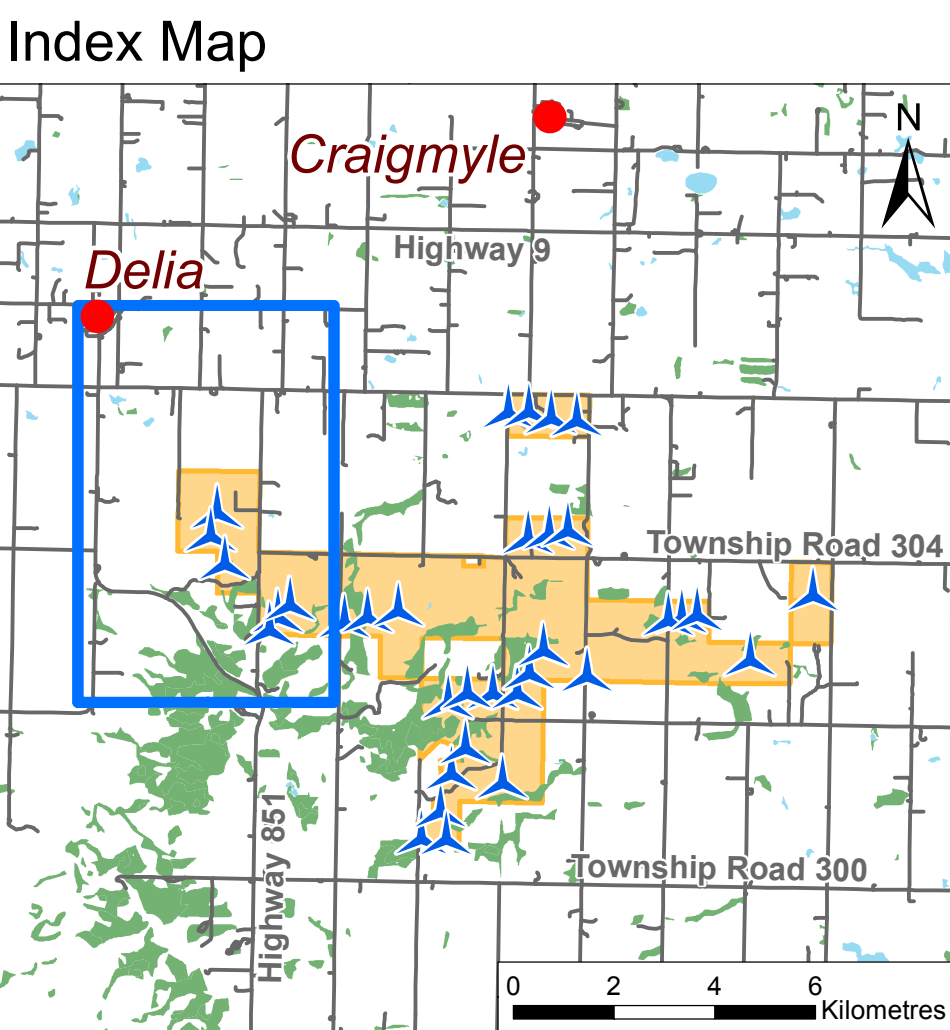 Index Map
N
Craigmyle
Highway 9
Delia
Township Road 304
Highway 851
Township Road 300
0 2 4 6
Kilometres